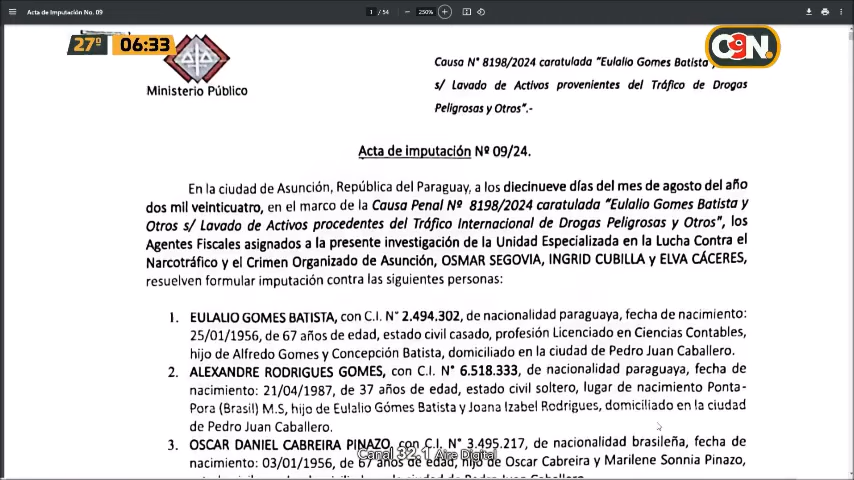 Acta de Imputación No. 09
1 / 54
250%
27º 06:33
C9N
Ministerio Público
Causa N° 8198/2024 caratulada "Eulalio Gomes Batista
s/ Lavado de Activos provenientes del Tráfico de Drogas
Peligrosas y Otros".-
Acta de imputación Nº 09/24.
En la ciudad de Asunción, República del Paraguay, a los diecinueve días del mes de agosto del año
dos mil veinticuatro, en el marco de la Causa Penal Nº 8198/2024 caratulada "Eulalio Gomes Batista y
Otros s/ Lavado de Activos procedentes del Tráfico Internacional de Drogas Peligrosas y Otros", los
Agentes Fiscales asignados a la presente investigación de la Unidad Especializada en la Lucha Contra el
Narcotráfico y el Crimen Organizado de Asunción, OSMAR SEGOVIA, INGRID CUBILLA y ELVA CÁCERES,
resuelven formular imputación contra las siguientes personas:
1. EULALIO GOMES BATISTA, con C.I. N° 2.494.302, de nacionalidad paraguaya, fecha de nacimiento:
25/01/1956, de 67 años de edad, estado civil casado, profesión Licenciado en Ciencias Contables,
hijo de Alfredo Gomes y Concepción Batista, domiciliado en la ciudad de Pedro Juan Caballero.
2. ALEXANDRE RODRIGUES GOMES, con C.I. N° 6.518.333, de nacionalidad paraguaya, fecha de
nacimiento: 21/04/1987, de 37 años de edad, estado civil soltero, lugar de nacimiento Ponta-
Pora (Brasil) M.S, hijo de Eulalio Gómes Batista y Joana Izabel Rodrigues, domiciliado en la ciudad
de Pedro Juan Caballero.
3. OSCAR DANIEL CABREIRA PINAZO, con C.I. N° 3.495.217, de nacionalidad brasileña, fecha de
nacimiento: 03/01/1956, de 67 años de edad, hijo de Oscar Cabreira y Marilene Sonnia Pinazo,
Canal 32.1 Aire Digital